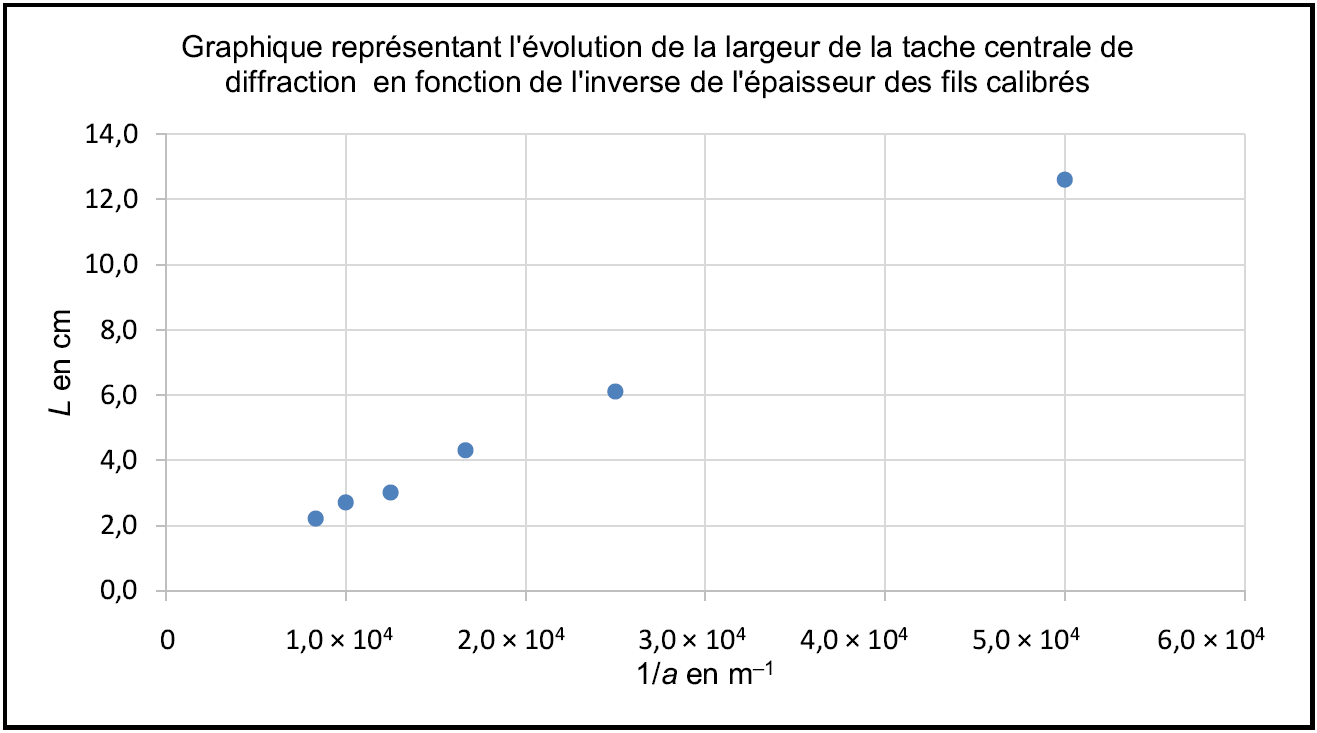 Graphique représentant l'évolution de la largeur de la tache centrale de
diffraction  en fonction de l'inverse de l'épaisseur des fils calibrés
14,0
12,0
10,0
8,0
6,0
4,0
2,0
0,0
L en cm
0 1,0 × 10⁴ 2,0 × 10⁴ 3,0 × 10⁴ 4,0 × 10⁴ 5,0 × 10⁴ 6,0 × 10⁴
1/a en m⁻¹